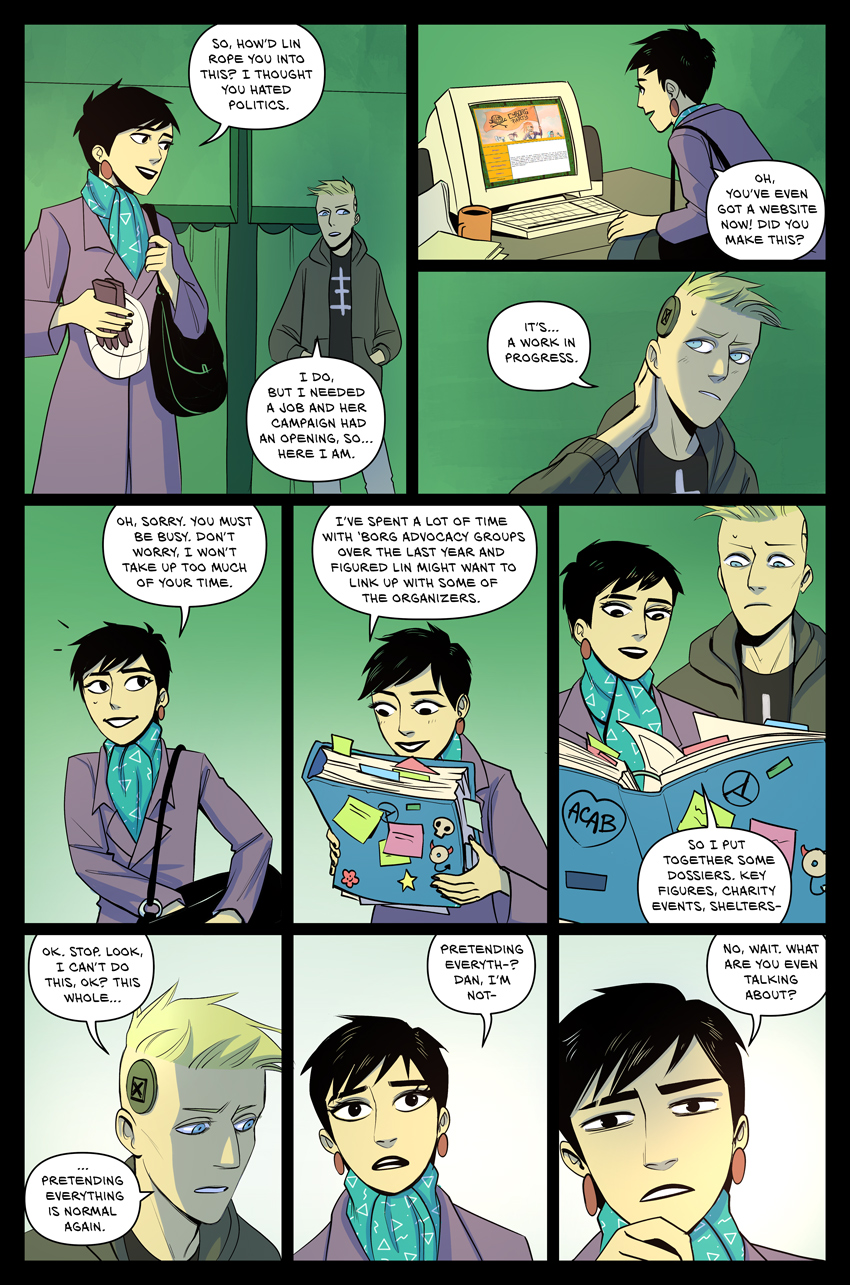 SO, HOW'D LIN
ROPE YOU INTO
THIS? I THOUGHT
YOU HATED
POLITICS.
I DO,
BUT I NEEDED
A JOB AND HER
CAMPAIGN HAD
AN OPENING, SO...
HERE I AM.
OH,
YOU'VE EVEN
GOT A WEBSITE
NOW! DID YOU
MAKE THIS?
IT'S...
A WORK IN
PROGRESS.
OH, SORRY. YOU MUST
BE BUSY. DON'T
WORRY, I WON'T
TAKE UP TOO MUCH
OF YOUR TIME.
I'VE SPENT A LOT OF TIME
WITH 'BORG ADVOCACY GROUPS
OVER THE LAST YEAR AND
FIGURED LIN MIGHT WANT TO
LINK UP WITH SOME OF
THE ORGANIZERS.
ACAB
SO I PUT
TOGETHER SOME
DOSSIERS. KEY
FIGURES, CHARITY
EVENTS, SHELTERS-
OK. STOP. LOOK,
I CAN'T DO
THIS, OK? THIS
WHOLE...
...
PRETENDING
EVERYTHING
IS NORMAL
AGAIN.
PRETENDING
EVERYTH-?
DAN, I'M
NOT-
NO, WAIT. WHAT
ARE YOU EVEN
TALKING
ABOUT?